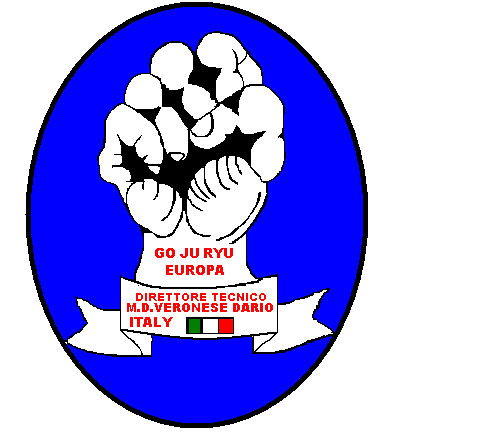 GO JU RYU
EUROPA
DIRETTORE TECNICO
M.D.VERONESE DARIO
ITALY